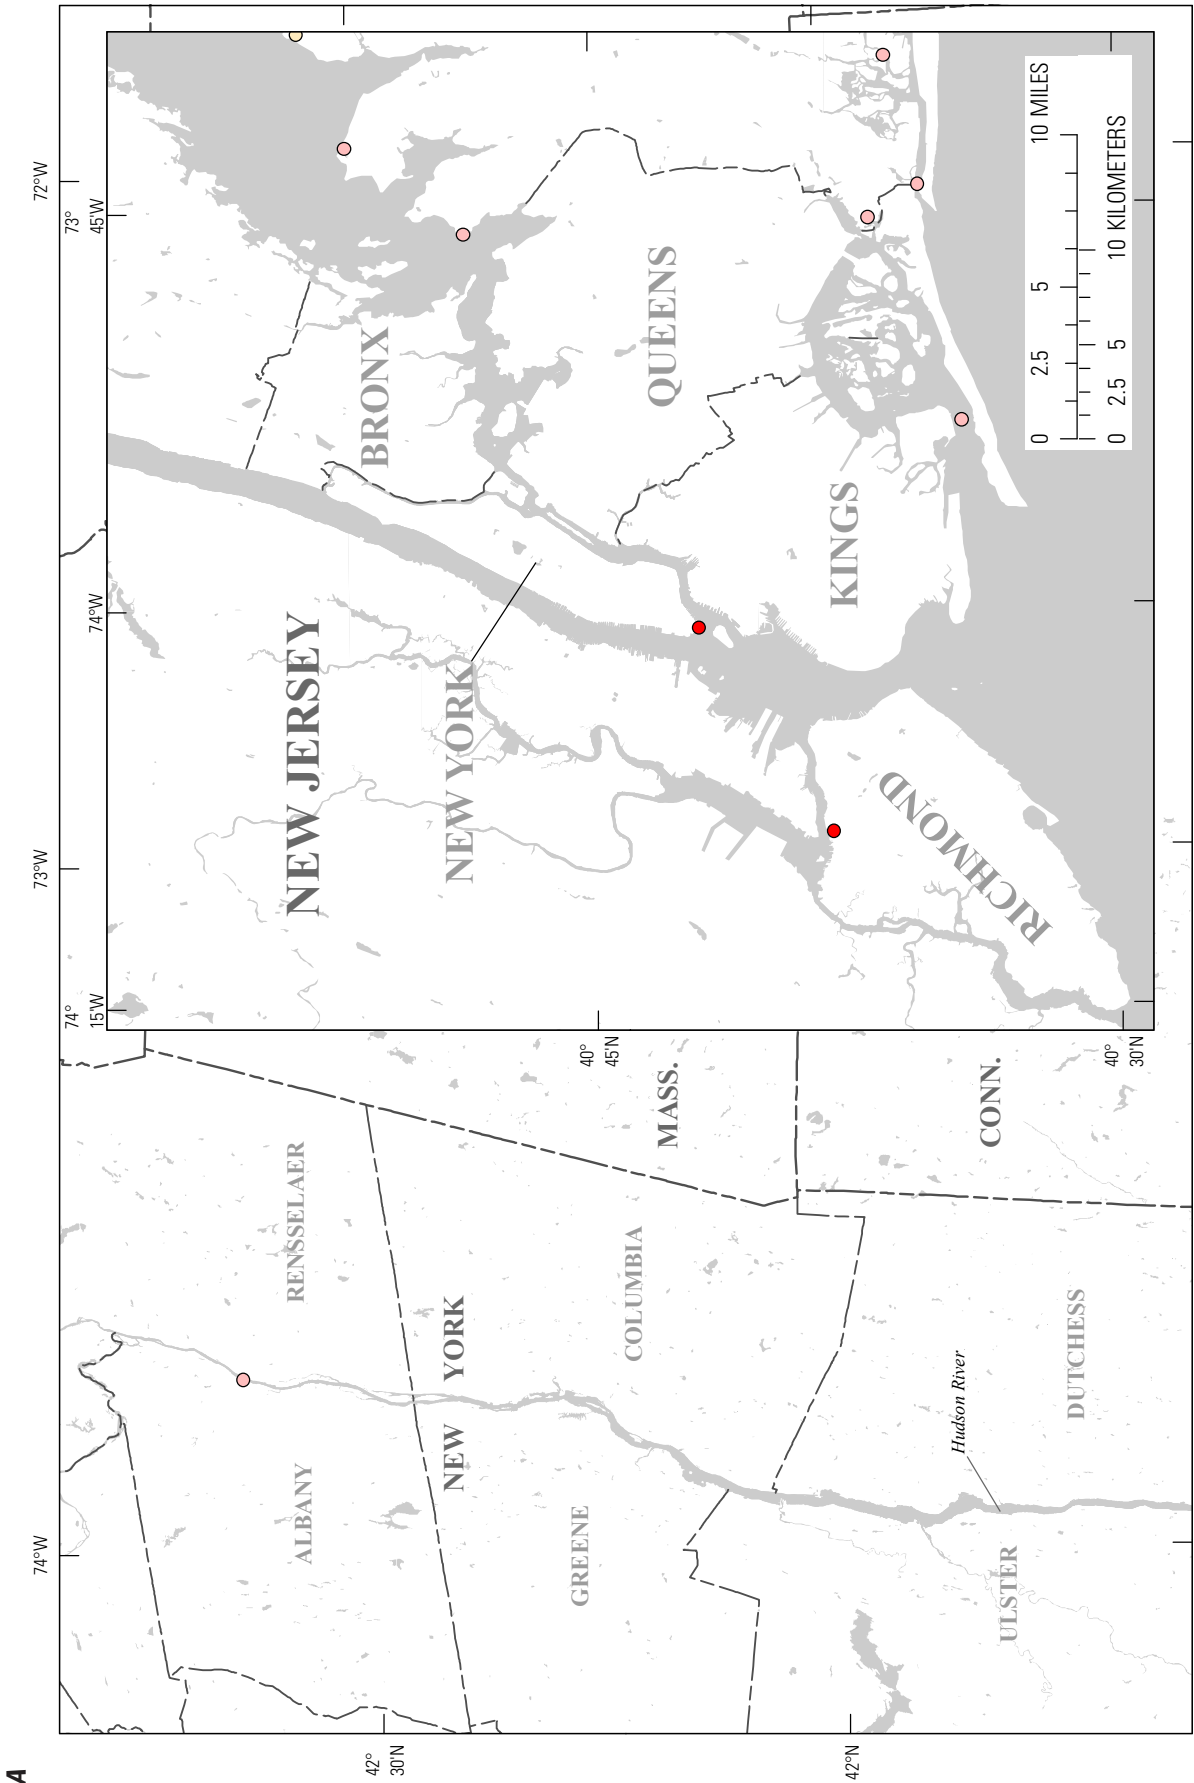 A
74°W
73°W
72°W
42°
30'N
42°N
ALBANY
RENSSELAER
NEW YORK
GREENE
COLUMBIA
MASS.
CONN.
ULSTER
DUTCHESS
Hudson River
74°
15'W
74°W
73°
45'W
40°
45'N
40°
30'N
NEW JERSEY
NEW YORK
BRONX
QUEENS
KINGS
RICHMOND
0 2.5 5 10 MILES
0 2.5 5 10 KILOMETERS